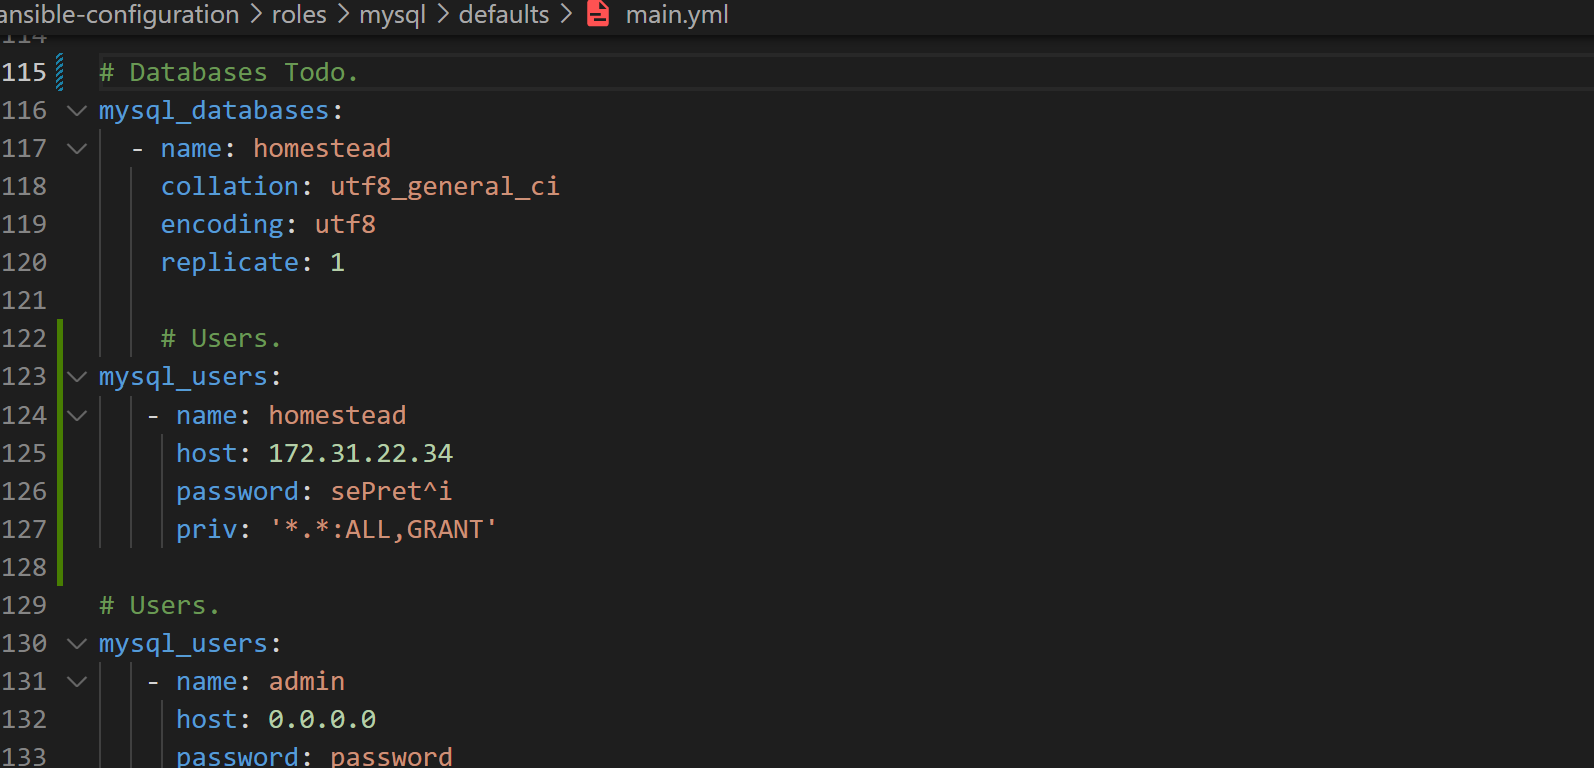 ansible-configuration > roles > mysql > defaults > main.yml
114
115 # Databases Todo.
116 mysql_databases:
117   - name: homestead
118     collation: utf8_general_ci
119     encoding: utf8
120     replicate: 1
121
122     # Users.
123 mysql_users:
124    - name: homestead
125      host: 172.31.22.34
126      password: sePret^i
127      priv: '*.*:ALL,GRANT'
128
129 # Users.
130 mysql_users:
131    - name: admin
132      host: 0.0.0.0
133      password: password